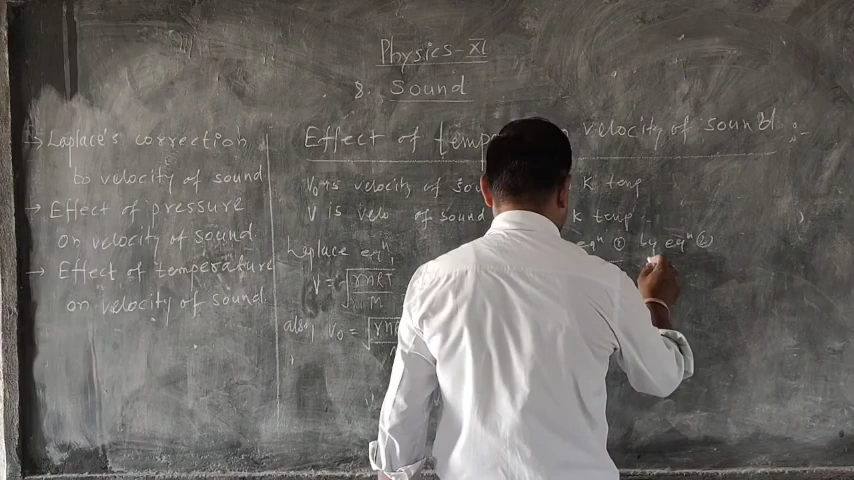 Physics-XI
8. Sound
→ Laplace's correction
to velocity of sound
→ Effect of pressure
on velocity of sound
→ Effect of temperature
on velocity of sound
Effect of temp velocity of sound :-
V₀ is velocity of sou K temp
V is velo of sound K temp.
Laplace eqⁿ,
V = √γnRT/M
also, V₀ =
eqⁿ ① by eqⁿ ②